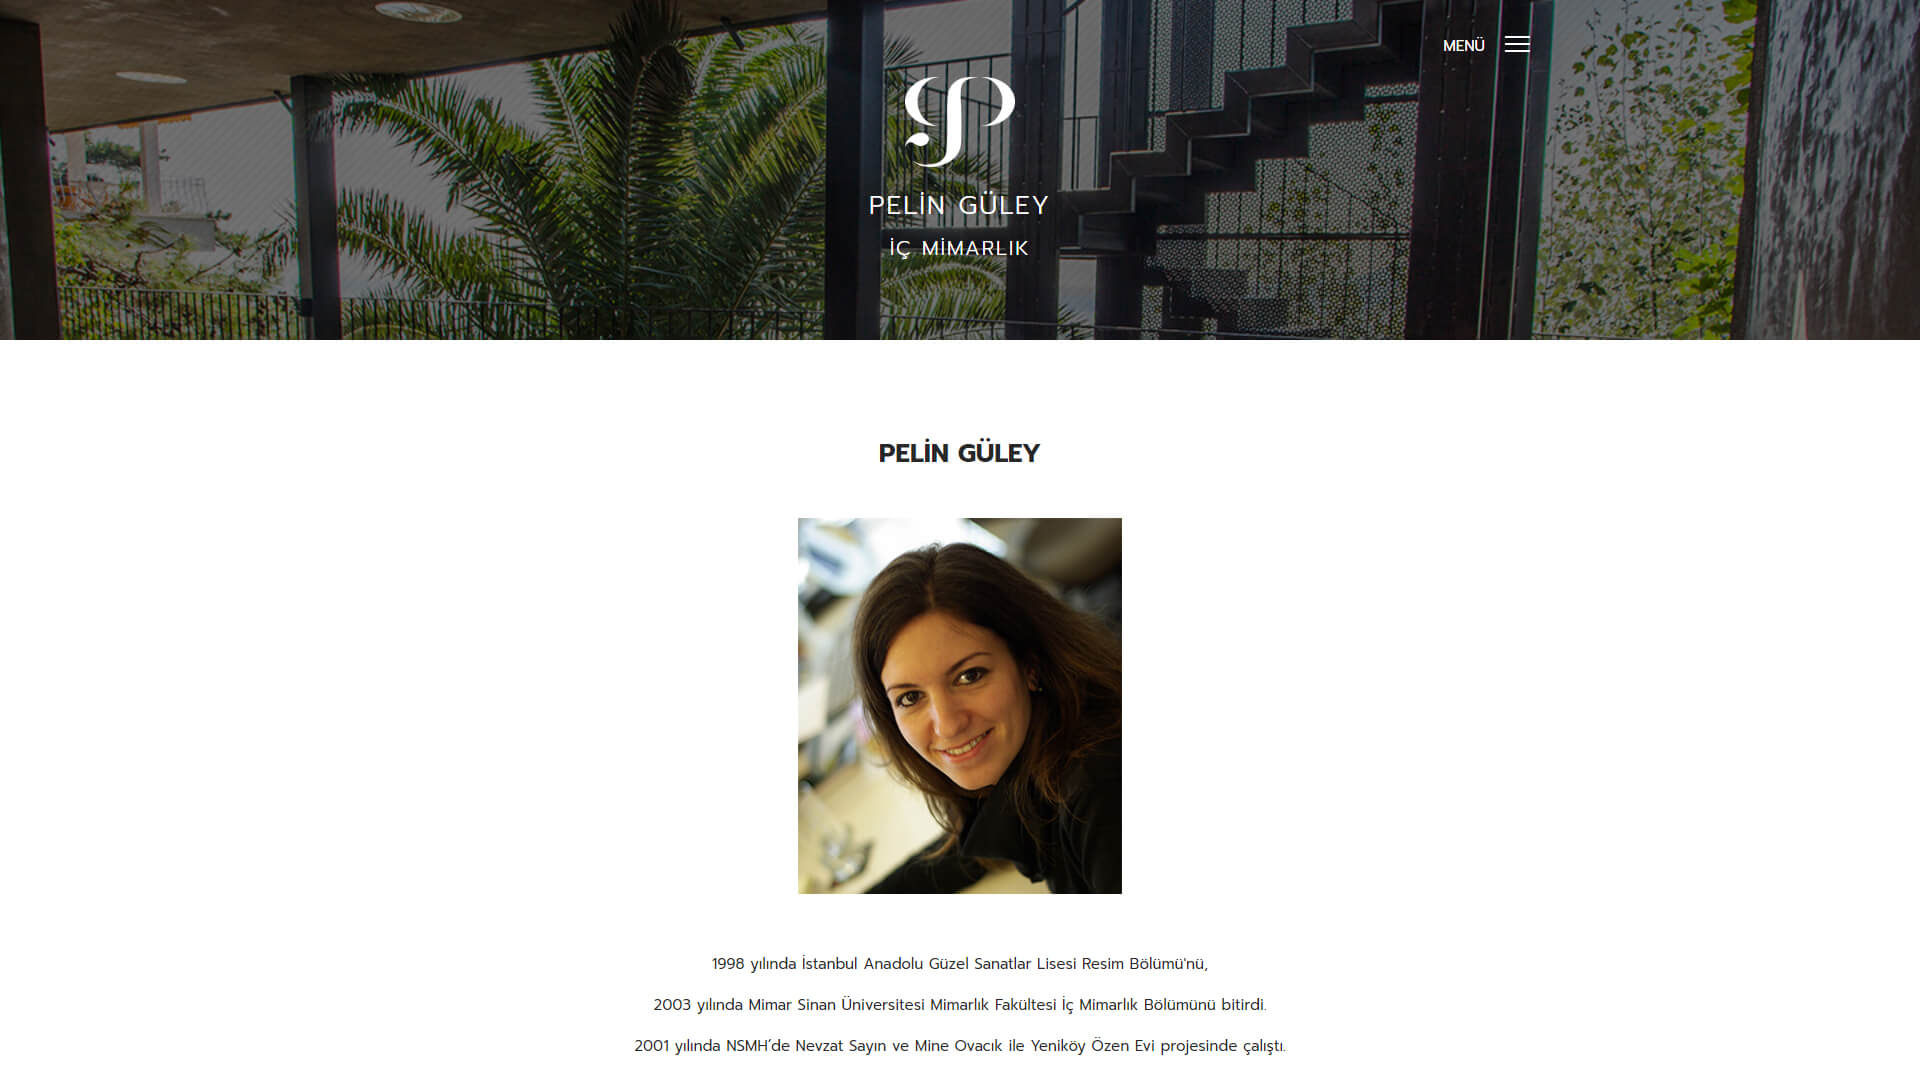 MENÜ
PELİN GÜLEY
İÇ MİMARLIK
PELİN GÜLEY
1998 yılında İstanbul Anadolu Güzel Sanatlar Lisesi Resim Bölümü'nü,
2003 yılında Mimar Sinan Üniversitesi Mimarlık Fakültesi İç Mimarlık Bölümünü bitirdi.
2001 yılında NSMH’de Nevzat Sayın ve Mine Ovacık ile Yeniköy Özen Evi projesinde çalıştı.